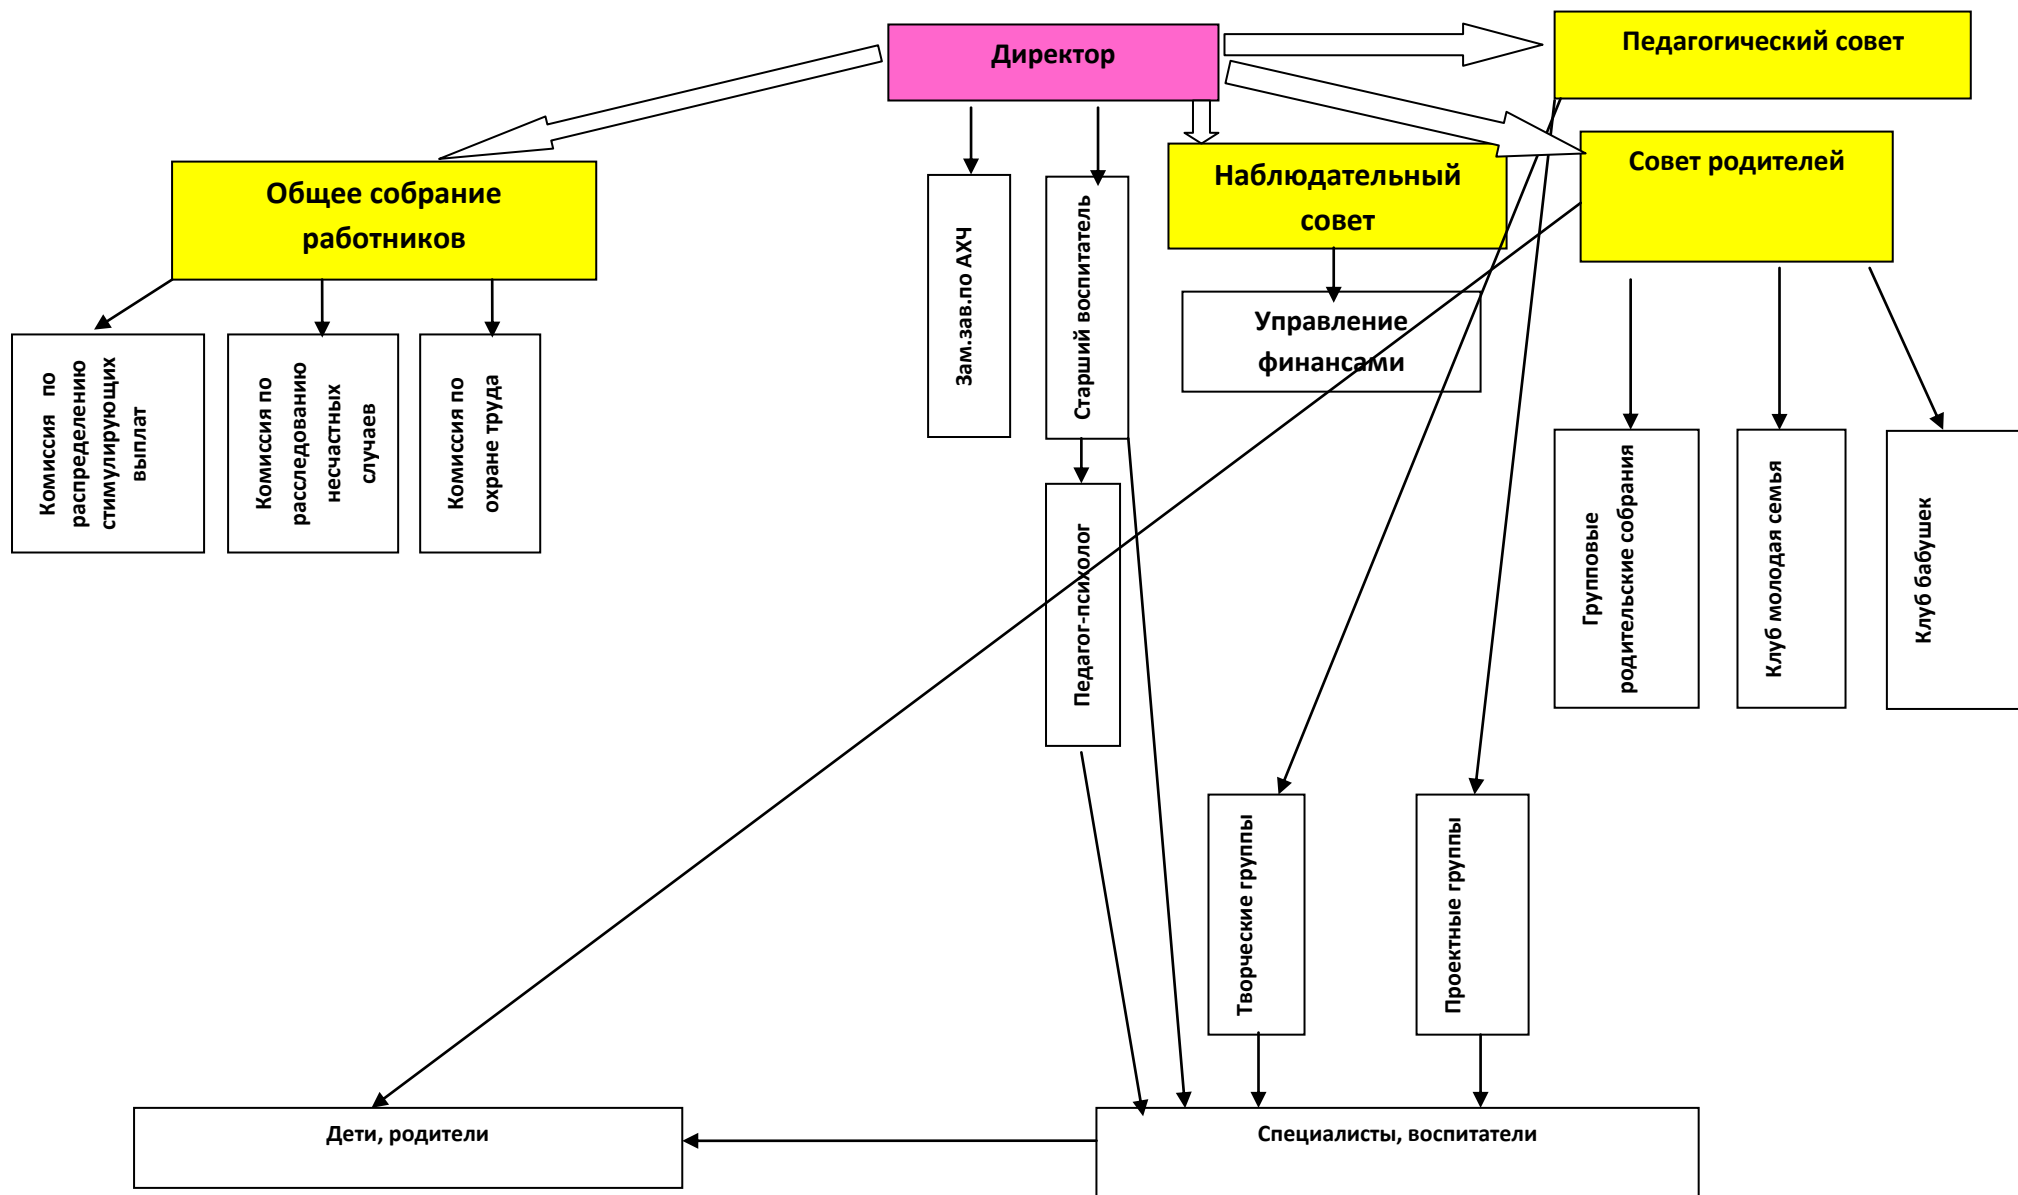 Директор
Педагогический совет
Общее собрание
работников
Зам.зав.по АХЧ
Старший воспитатель
Наблюдательный
совет
Совет родителей
Управление
финансами
Комиссия по
распределению
стимулирующих
выплат
Комиссия по
расследованию
несчастных
случаев
Комиссия по
охране труда
Педагог-психолог
Групповые
родительские собрания
Клуб молодая семья
Клуб бабушек
Творческие группы
Проектные группы
Дети, родители
Специалисты, воспитатели